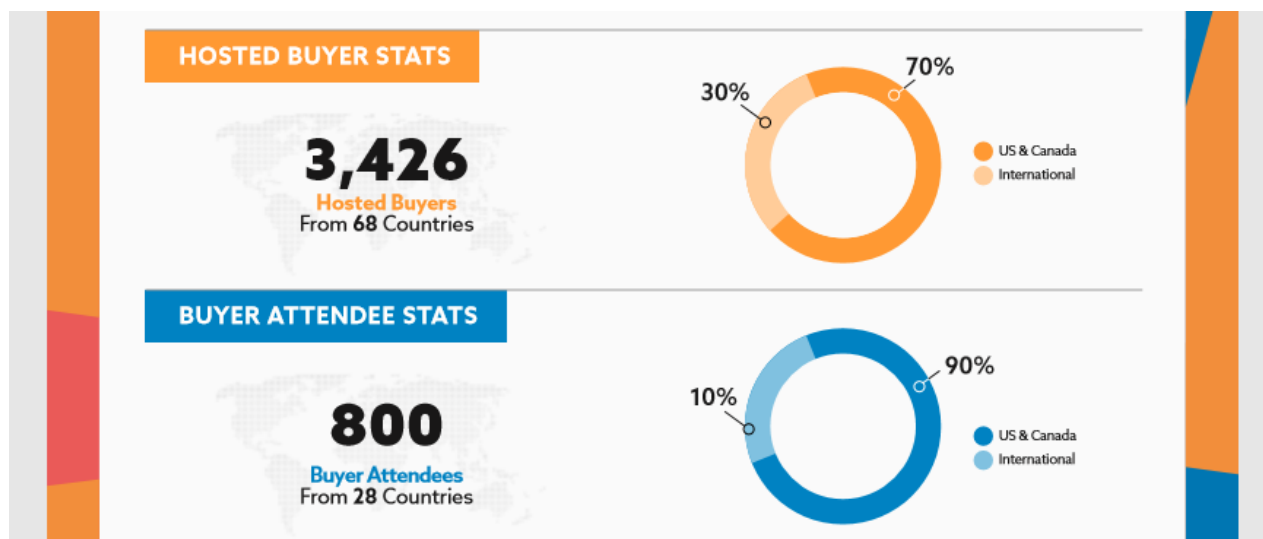 HOSTED BUYER STATS
3,426
Hosted Buyers
From 68 Countries
30%
70%
US & Canada
International
BUYER ATTENDEE STATS
800
Buyer Attendees
From 28 Countries
10%
90%
US & Canada
International